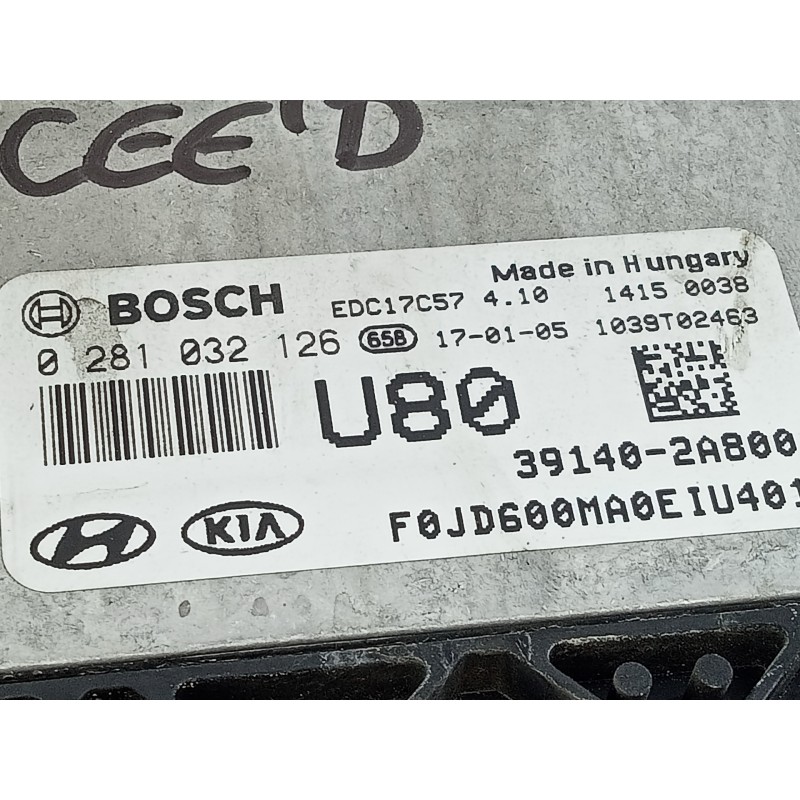 CEE'D
Made in Hungary
BOSCH EDC17C57 4.10 1415 0038
0 281 032 126 658 17-01-05 1039T02463
U80
39140-2A800
KIA F0JD600MA0EIU401